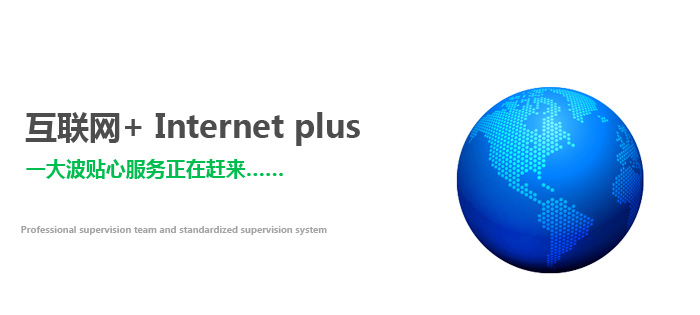 互联网+ Internet plus
一大波贴心服务正在赶来……
Professional supervision team and standardized supervision system